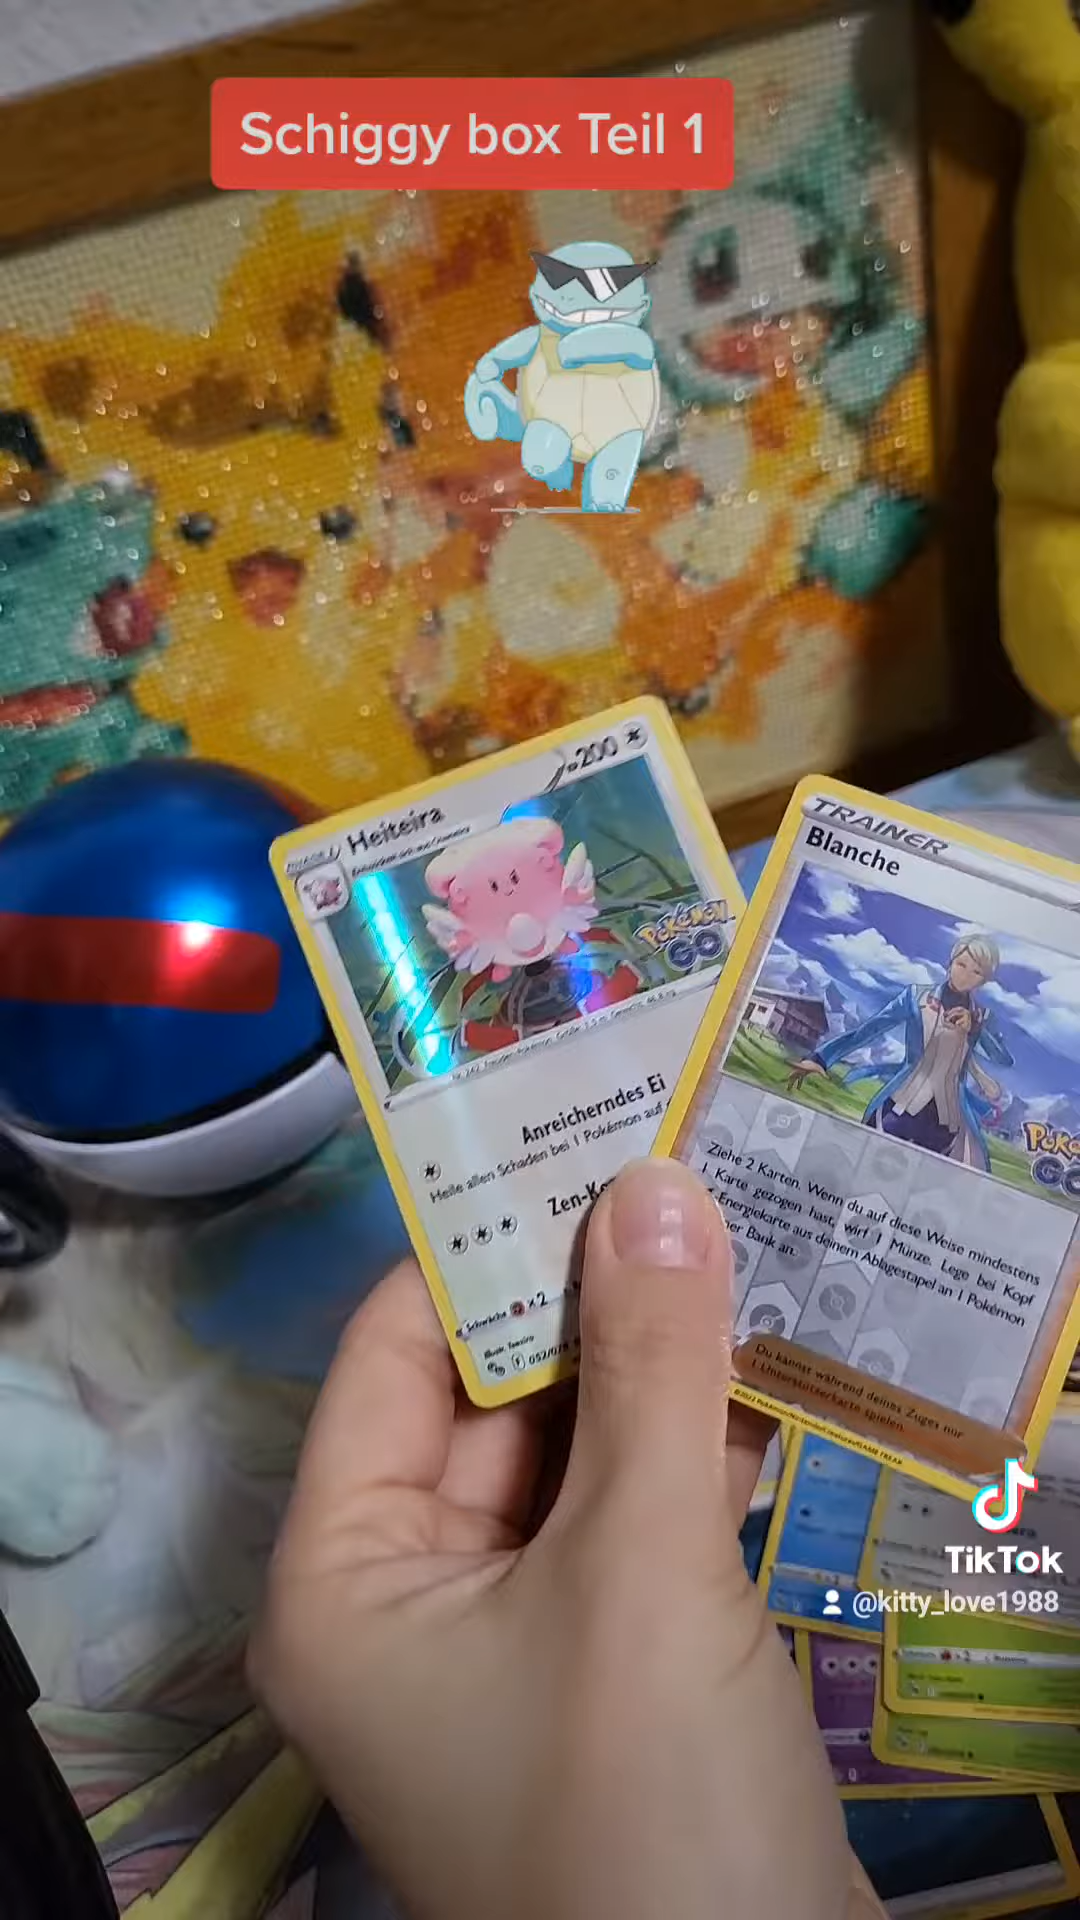 Schiggy box Teil 1
Heiteira
200
Pokémon
GO
Anreicherndes Ei
Heile allen Schaden bei 1 Pokémon auf
Schwäche ×2
TRAINER
Blanche
GO
Ziehe 2 Karten. Wenn du auf diese Weise mindestens
1 Karte gezogen hast, wirf 1 Münze. Lege bei Kopf
-Energiekarte aus deinem Ablagestapel an 1 Pokémon
Bank an.
Du kannst während deines Zuges nur
1 Unterstützerkarte spielen.
TikTok
@kitty_love1988